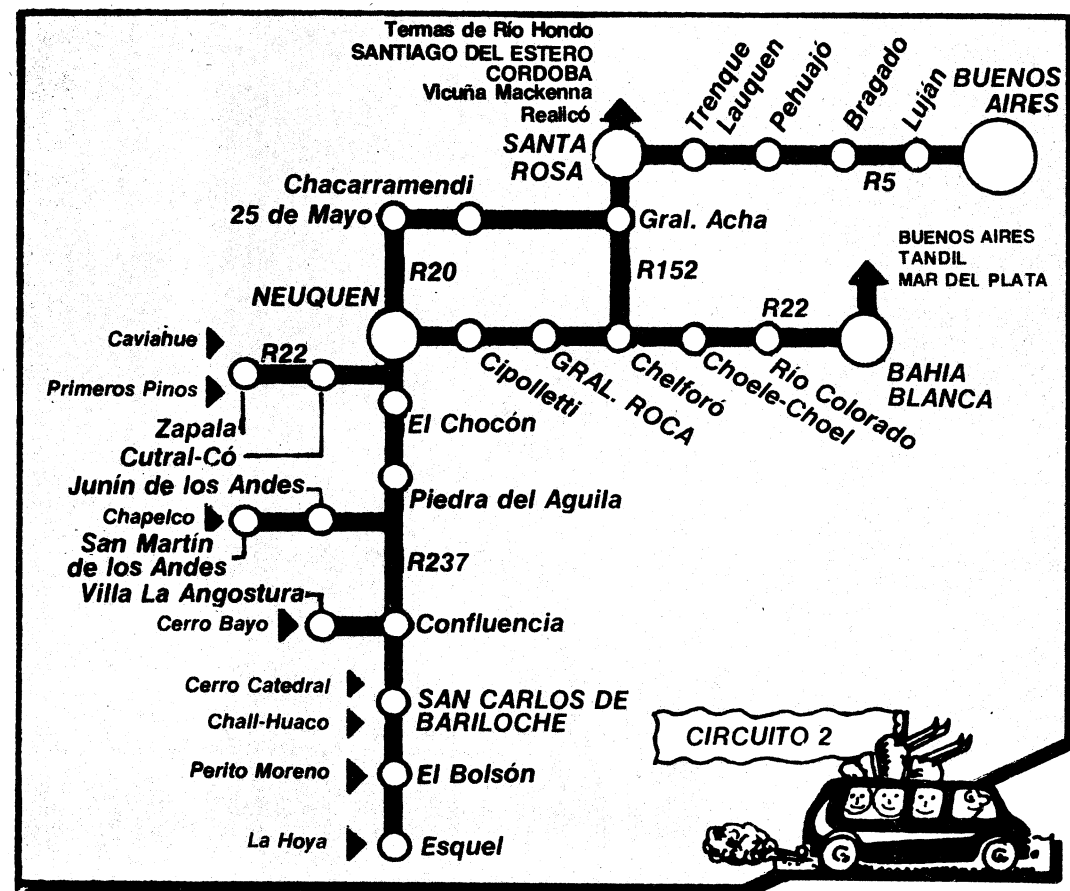 Termas de Río Hondo
SANTIAGO DEL ESTERO
CORDOBA
Vicuña Mackenna
Realicó
SANTA
ROSA
Trenque
Lauquen
Pehuajó
Bragado
Luján
BUENOS
AIRES
R5
Chacarramendi
25 de Mayo
Gral. Acha
R20
R152
BUENOS AIRES
TANDIL
MAR DEL PLATA
NEUQUEN
R22
Cipolletti
GRAL. ROCA
Chelforó
Choele-Choel
Río Colorado
BAHIA
BLANCA
Caviahue
R22
Primeros Pinos
Zapala
Cutral-Có
El Chocón
Junín de los Andes
Piedra del Aguila
Chapelco
San Martín
de los Andes
R237
Villa La Angostura
Cerro Bayo
Confluencia
Cerro Catedral
SAN CARLOS DE
BARILOCHE
Chall-Huaco
CIRCUITO 2
Perito Moreno
El Bolsón
La Hoya
Esquel